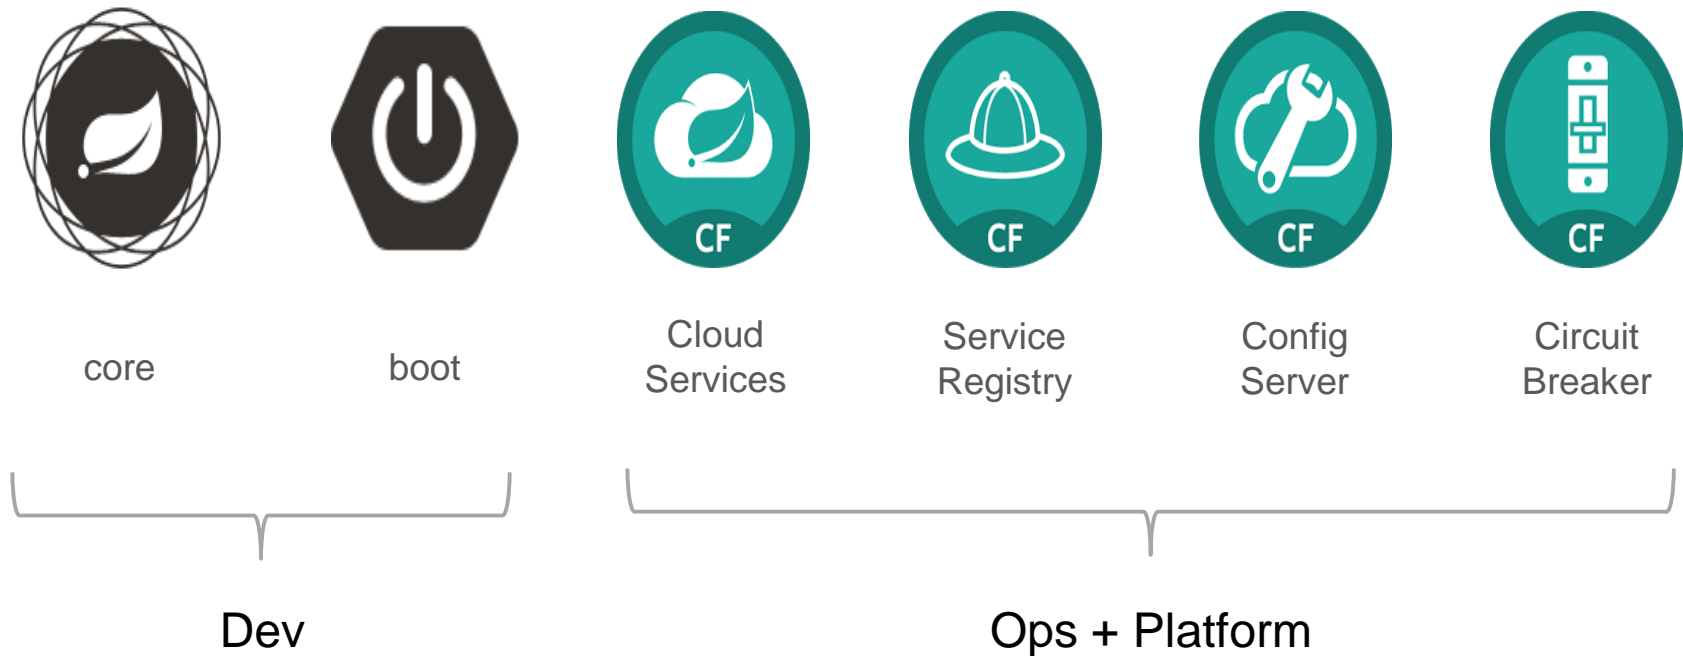 CF
CF
CF
CF
core
boot
Cloud
Services
Service
Registry
Config
Server
Circuit
Breaker
Dev
Ops + Platform